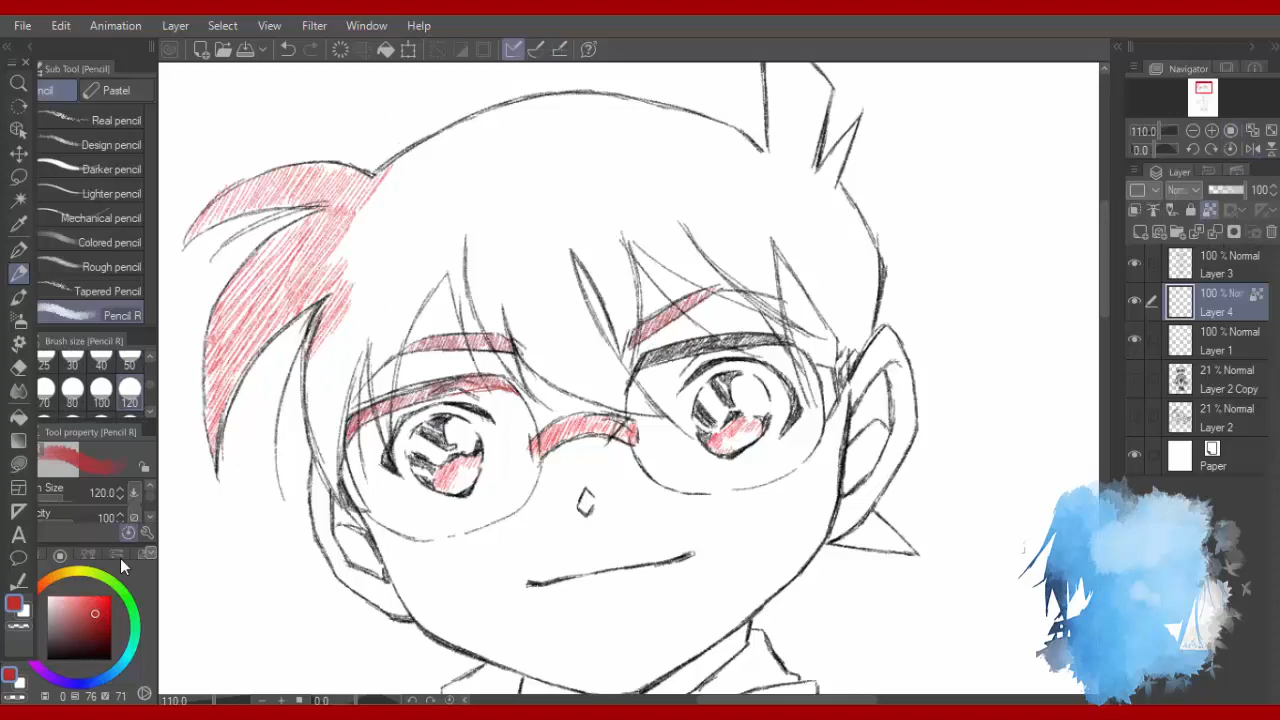 File Edit Animation Layer Select View Filter Window Help
Sub Tool [Pencil]
ncil Pastel
Real pencil
Design pencil
Darker pencil
Lighter pencil
Mechanical pencil
Colored pencil
Rough pencil
Tapered Pencil
Pencil R
Brush size [Pencil R]
25 30 40 50
70 80 100 120
Tool property [Pencil R]
Size 120.0
city 100
0 76 71
110.0 0.0
Navigator
110.0
0.0
Layer
Norm 100
100 % Normal
Layer 3
100 % Nor
Layer 4
100 % Normal
Layer 1
21 % Normal
Layer 2 Copy
21 % Normal
Layer 2
Paper